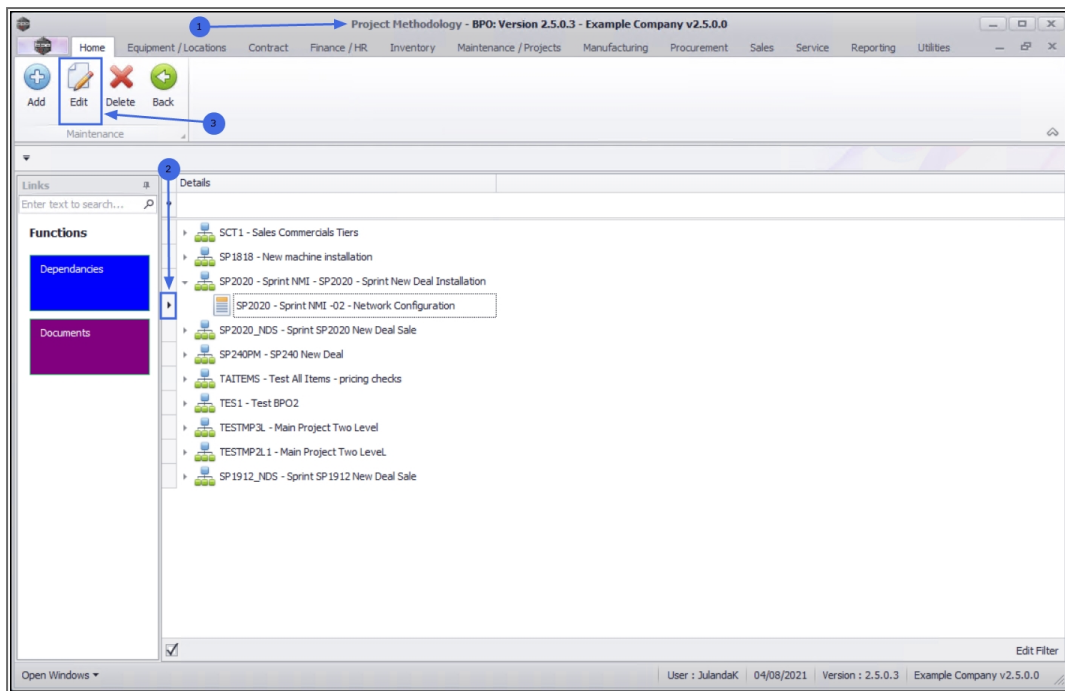 1
Project Methodology - BPO: Version 2.5.0.3 - Example Company v2.5.0.0
Home Equipment / Locations Contract Finance / HR Inventory Maintenance / Projects Manufacturing Procurement Sales Service Reporting Utilities
Add Edit Delete Back
3
Maintenance
2
Links
Details
Enter text to search...
Functions
Dependancies
Documents
SCT1 - Sales Commercials Tiers
SP1818 - New machine installation
SP2020 - Sprint NMI - SP2020 - Sprint New Deal Installation
SP2020 - Sprint NMI -02 - Network Configuration
SP2020_NDS - Sprint SP2020 New Deal Sale
SP240PM - SP240 New Deal
TAITEMS - Test All Items - pricing checks
TES1 - Test BPO2
TESTMP3L - Main Project Two Level
TESTMP2L1 - Main Project Two LeveL
SP1912_NDS - Sprint SP1912 New Deal Sale
Edit Filter
Open Windows
User : JulandaK 04/08/2021 Version : 2.5.0.3 Example Company v2.5.0.0